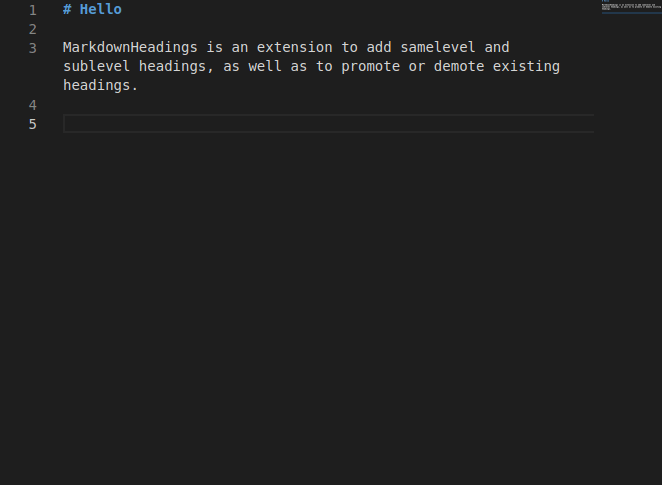 1 # Hello
2
3 MarkdownHeadings is an extension to add samelevel and
sublevel headings, as well as to promote or demote existing
headings.
4
5